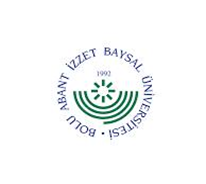 BOLU ABANT İZZET BAYSAL ÜNİVERSİTESİ •
1992